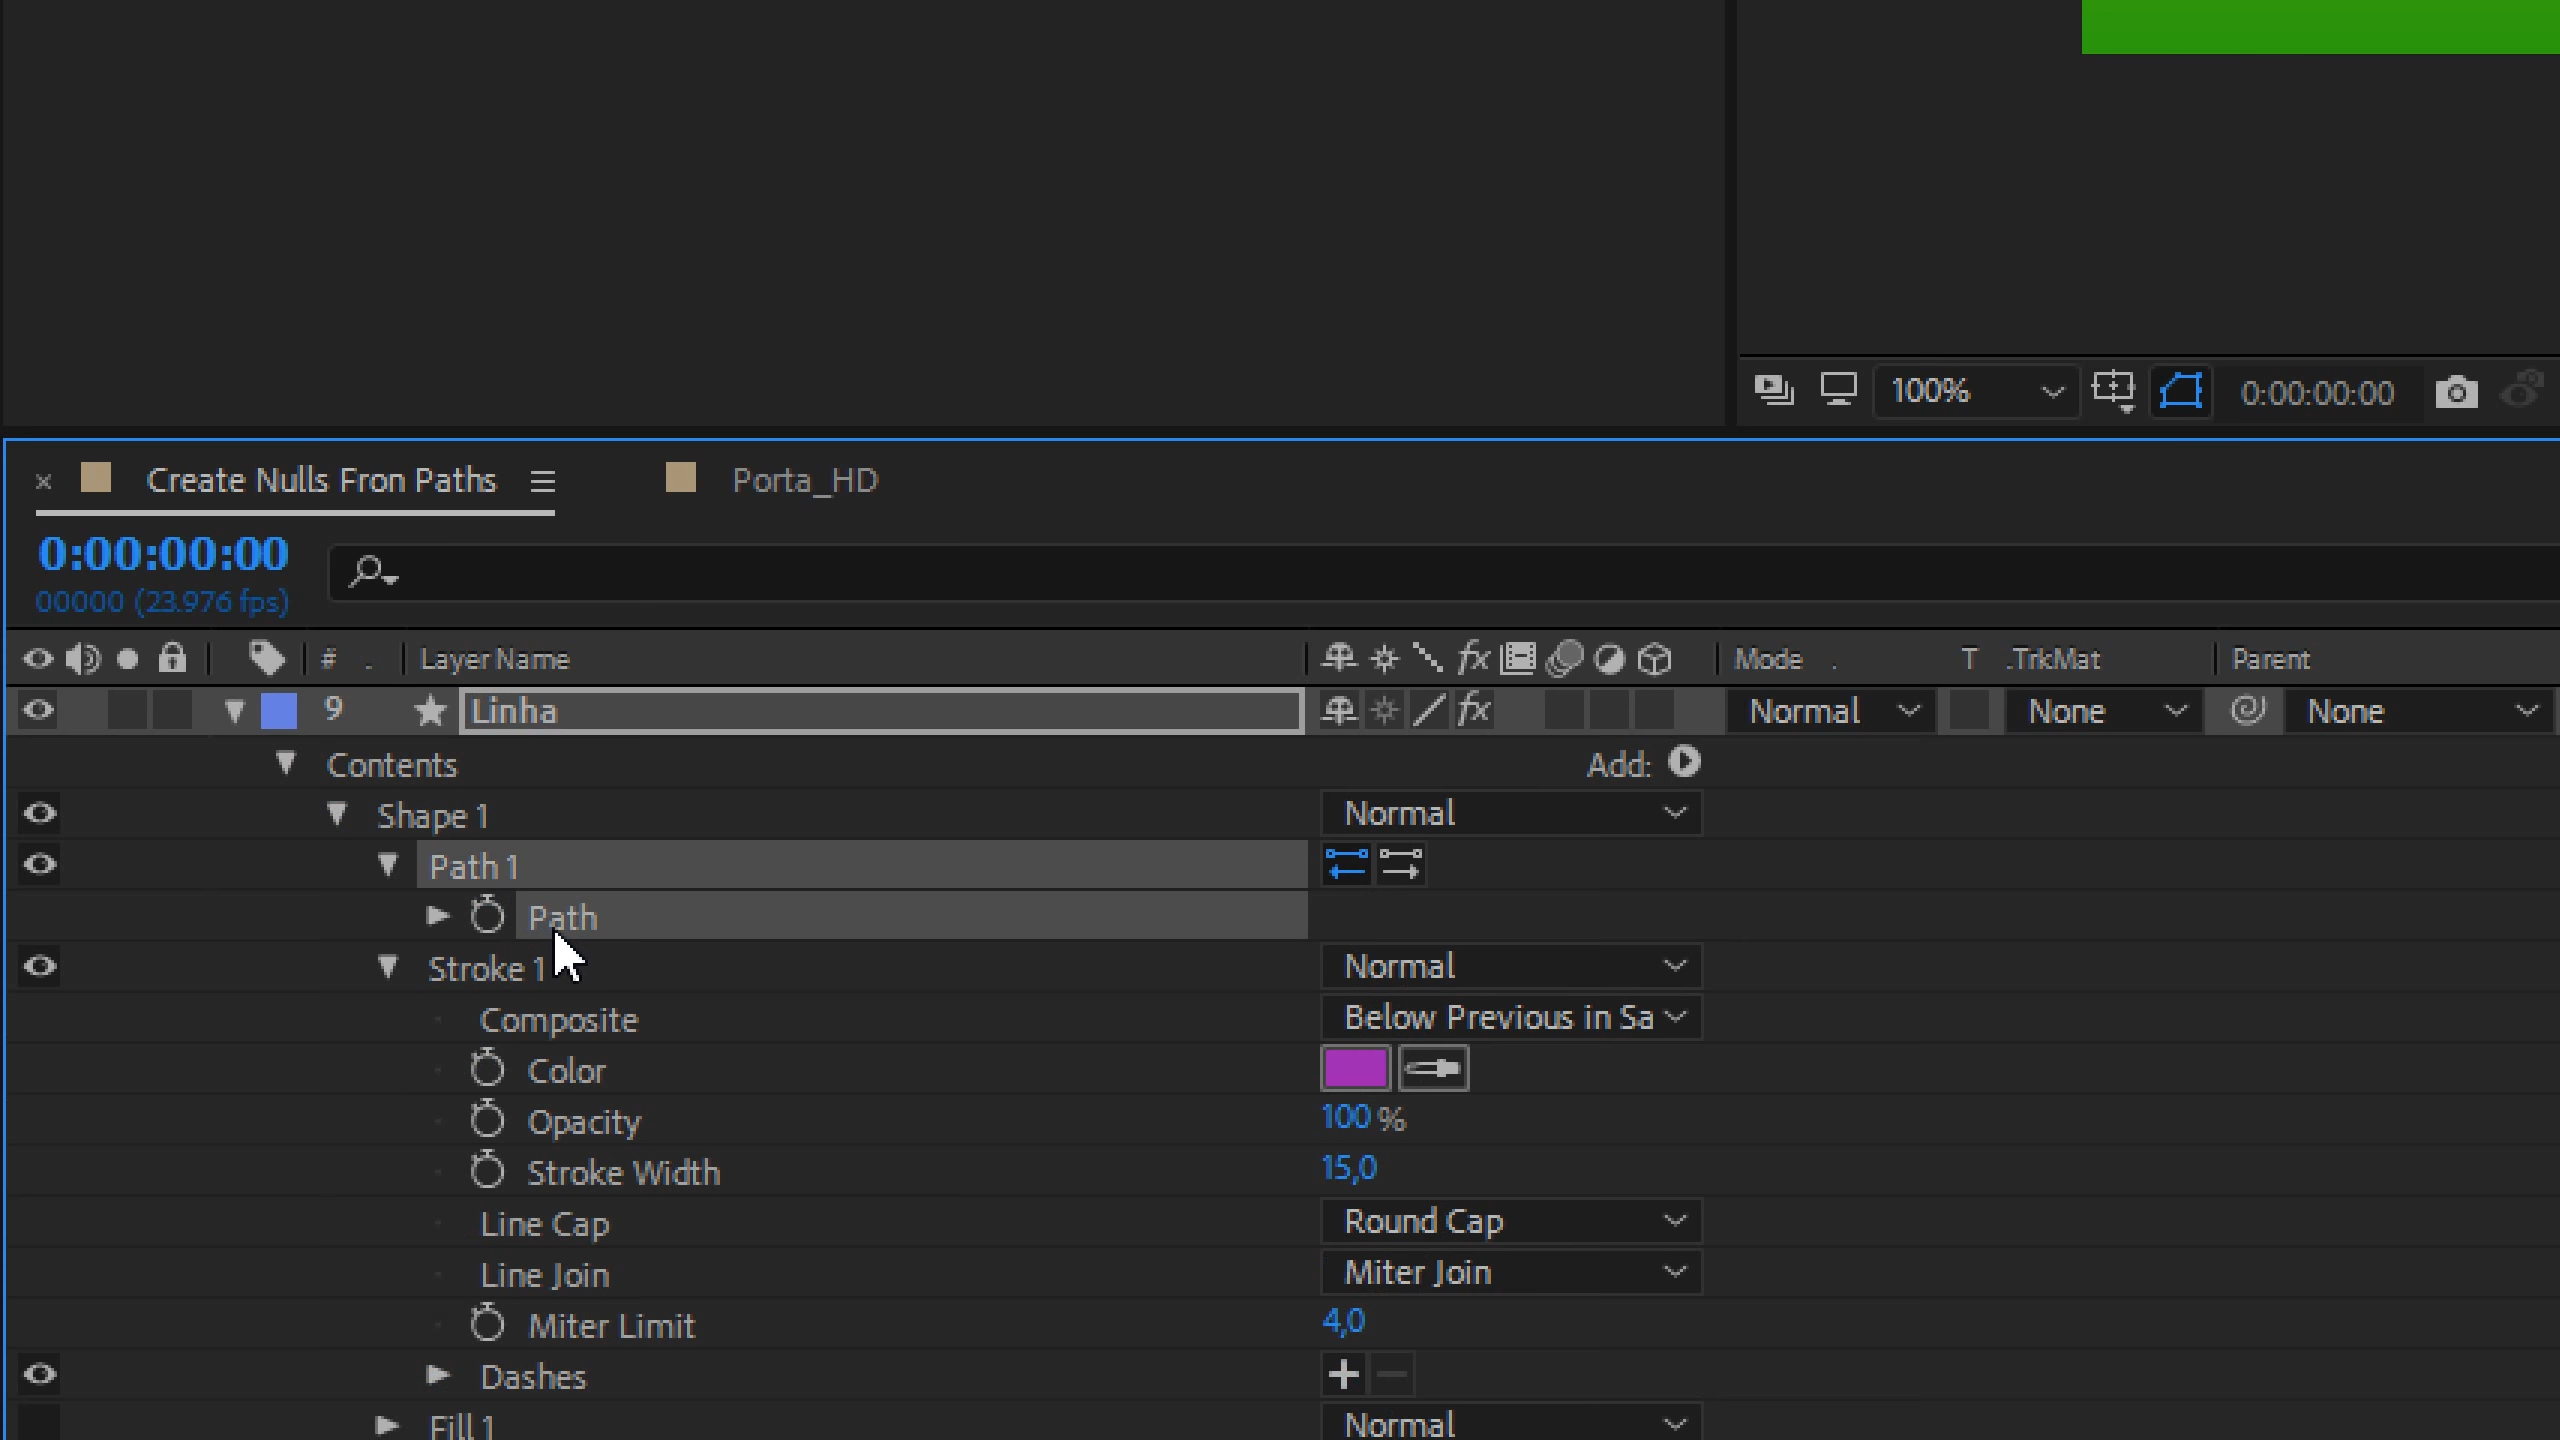 100%
0:00:00:00
× Create Nulls Fron Paths Porta_HD
0:00:00:00
00000 (23.976 fps)
# . Layer Name fx Mode . T .TrkMat Parent
9 Linha fx Normal None None
Contents Add:
Shape 1 Normal
Path 1
Path
Stroke 1 Normal
Composite Below Previous in Sa
Color
Opacity 100 %
Stroke Width 15,0
Line Cap Round Cap
Line Join Miter Join
Miter Limit 4,0
Dashes
Fill 1 Normal